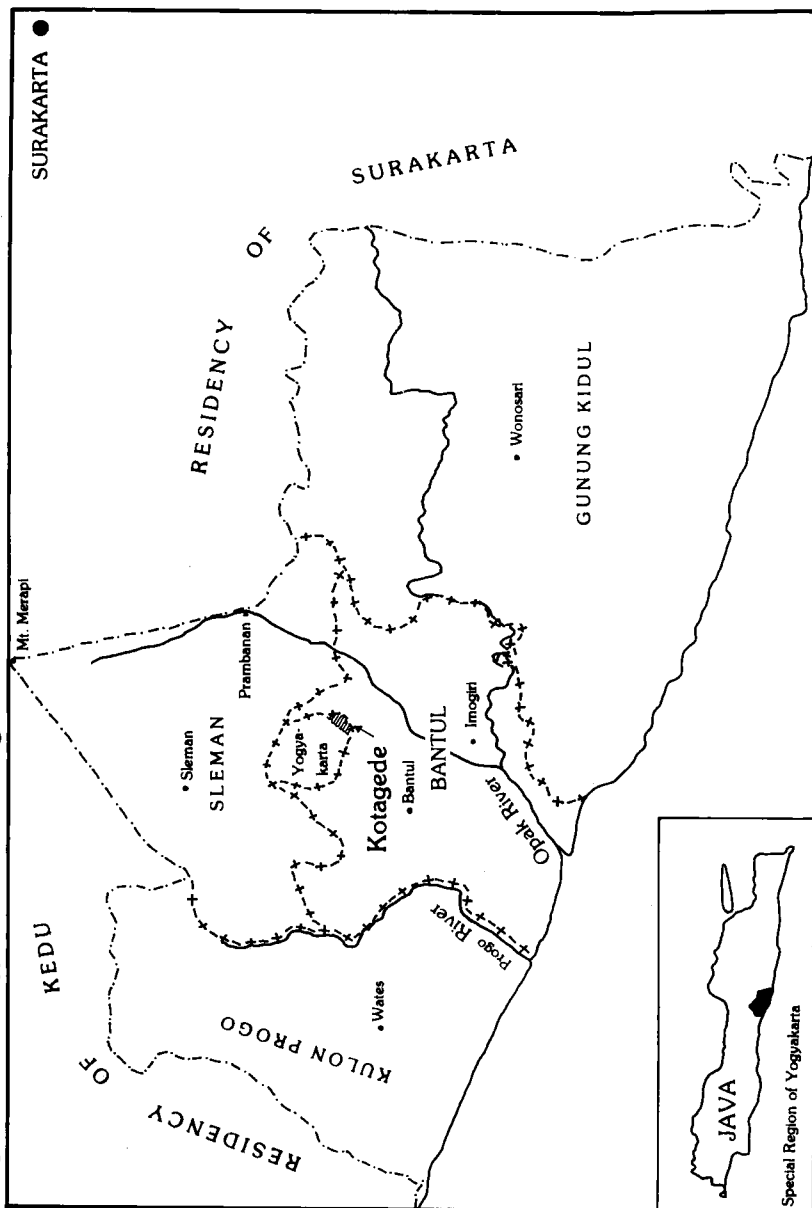 SURAKARTA
Mt. Merapi
KEDU
OF
RESIDENCY
RESIDENCY
OF
SURAKARTA
Sleman
SLEMAN
Prambanan
Yogya-
karta
Kotagede
Bantul
BANTUL
Imogiri
Opak River
Progo River
Wates
KULON PROGO
Wonosari
GUNUNG KIDUL
JAVA
Special Region of Yogyakarta